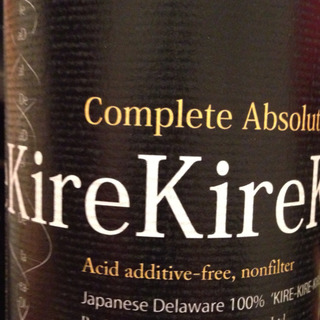 Complete Absolut
KireKireK
Acid additive-free, nonfilter
Japanese Delaware 100% 'KIRE-KIRE-